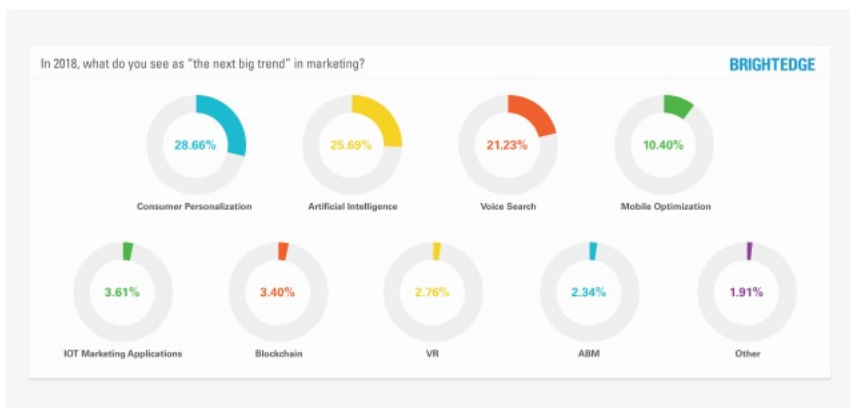 In 2018, what do you see as "the next big trend" in marketing?
BRIGHTEDGE
28.66%
25.69%
21.23%
10.40%
Consumer Personalization
Artificial Intelligence
Voice Search
Mobile Optimization
3.61%
3.40%
2.76%
2.34%
1.91%
IOT Marketing Applications
Blockchain
VR
ABM
Other